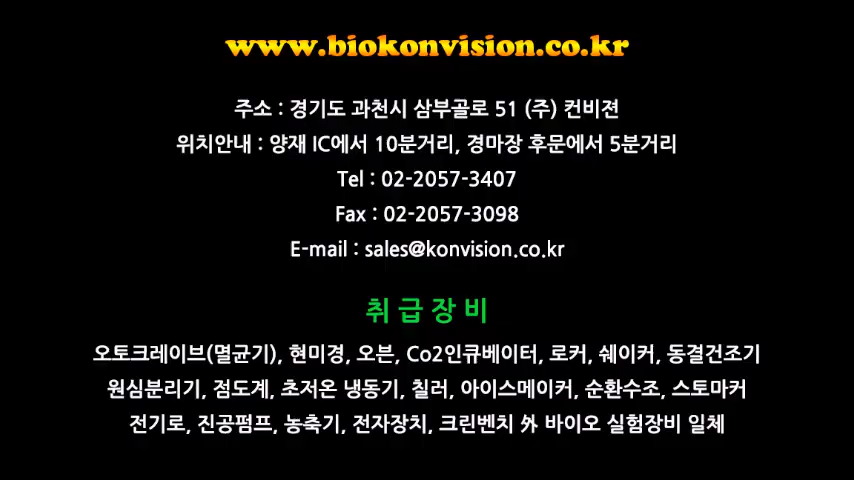 www.biokonvision.co.kr
주소 : 경기도 과천시 삼부골로 51 (주) 컨비젼
위치안내 : 양재 IC에서 10분거리, 경마장 후문에서 5분거리
Tel : 02-2057-3407
Fax : 02-2057-3098
E-mail : sales@konvision.co.kr
취 급 장 비
오토크레이브(멸균기), 현미경, 오븐, Co2인큐베이터, 로커, 쉐이커, 동결건조기
원심분리기, 점도계, 초저온 냉동기, 칠러, 아이스메이커, 순환수조, 스토마커
전기로, 진공펌프, 농축기, 전자장치, 크린벤치 外 바이오 실험장비 일체